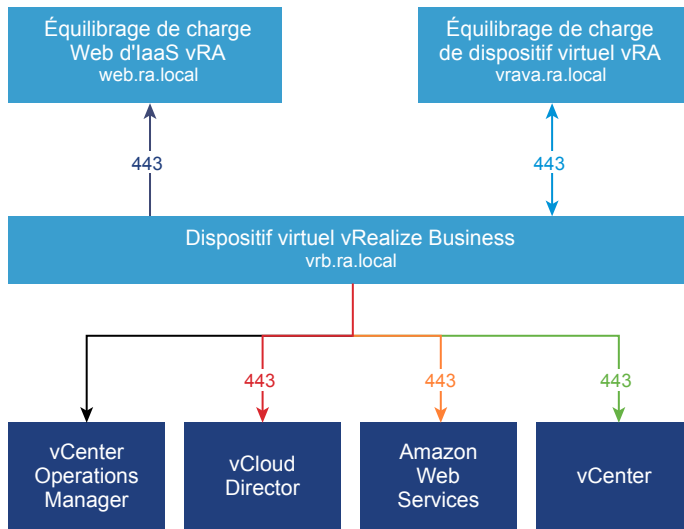 Équilibrage de charge
Web d'IaaS vRA
web.ra.local
Équilibrage de charge
de dispositif virtuel vRA
vrava.ra.local
443
443
Dispositif virtuel vRealize Business
vrb.ra.local
443
443
443
vCenter
Operations
Manager
vCloud
Director
Amazon
Web
Services
vCenter